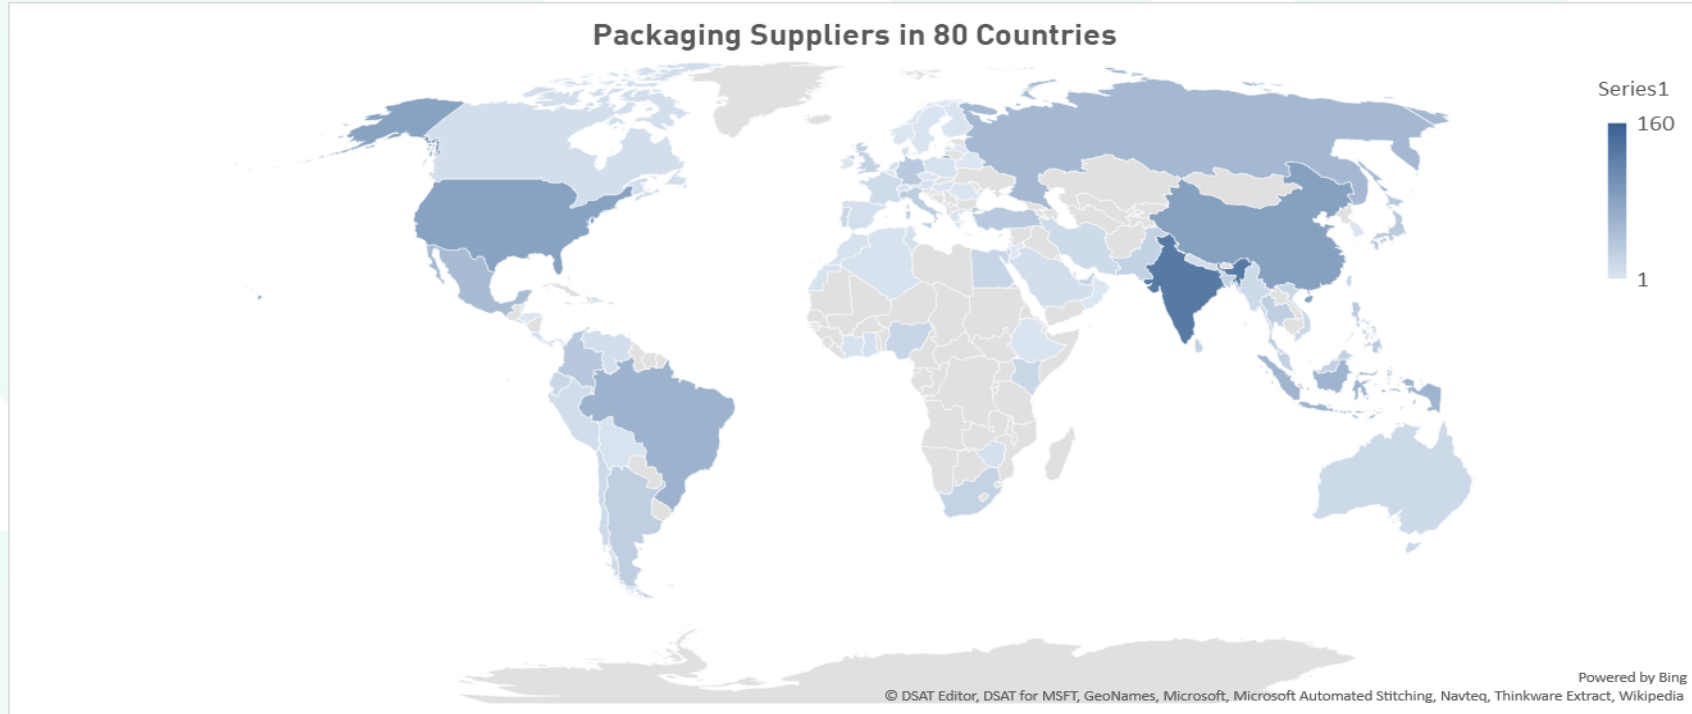 Packaging Suppliers in 80 Countries
Series1
160
1
Powered by Bing
© DSAT Editor, DSAT for MSFT, GeoNames, Microsoft, Microsoft Automated Stitching, Navteq, Thinkware Extract, Wikipedia